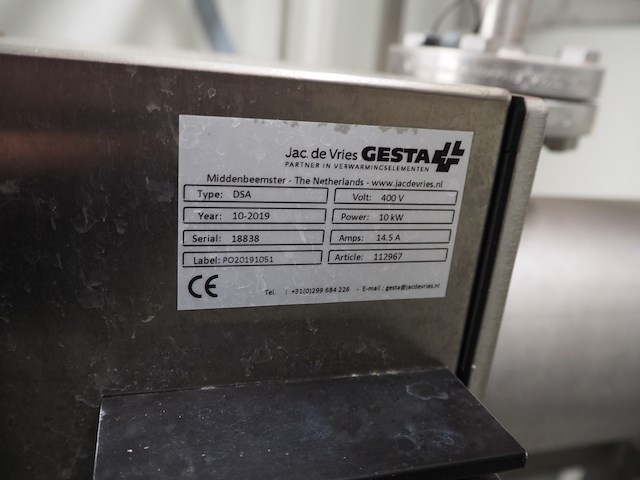 Jac. de Vries GESTA
PARTNER IN VERWARMINGSELEMENTEN
Middenbeemster - The Netherlands - www.jacdevries.nl
Type: DSA Volt: 400 V
Year: 10-2019 Power: 10 kW
Serial: 18838 Amps: 14.5 A
Label: PO20191051 Article: 112967
CE Tel. : +31(0)299 684 226 - E-mail : gesta@jacdevries.nl